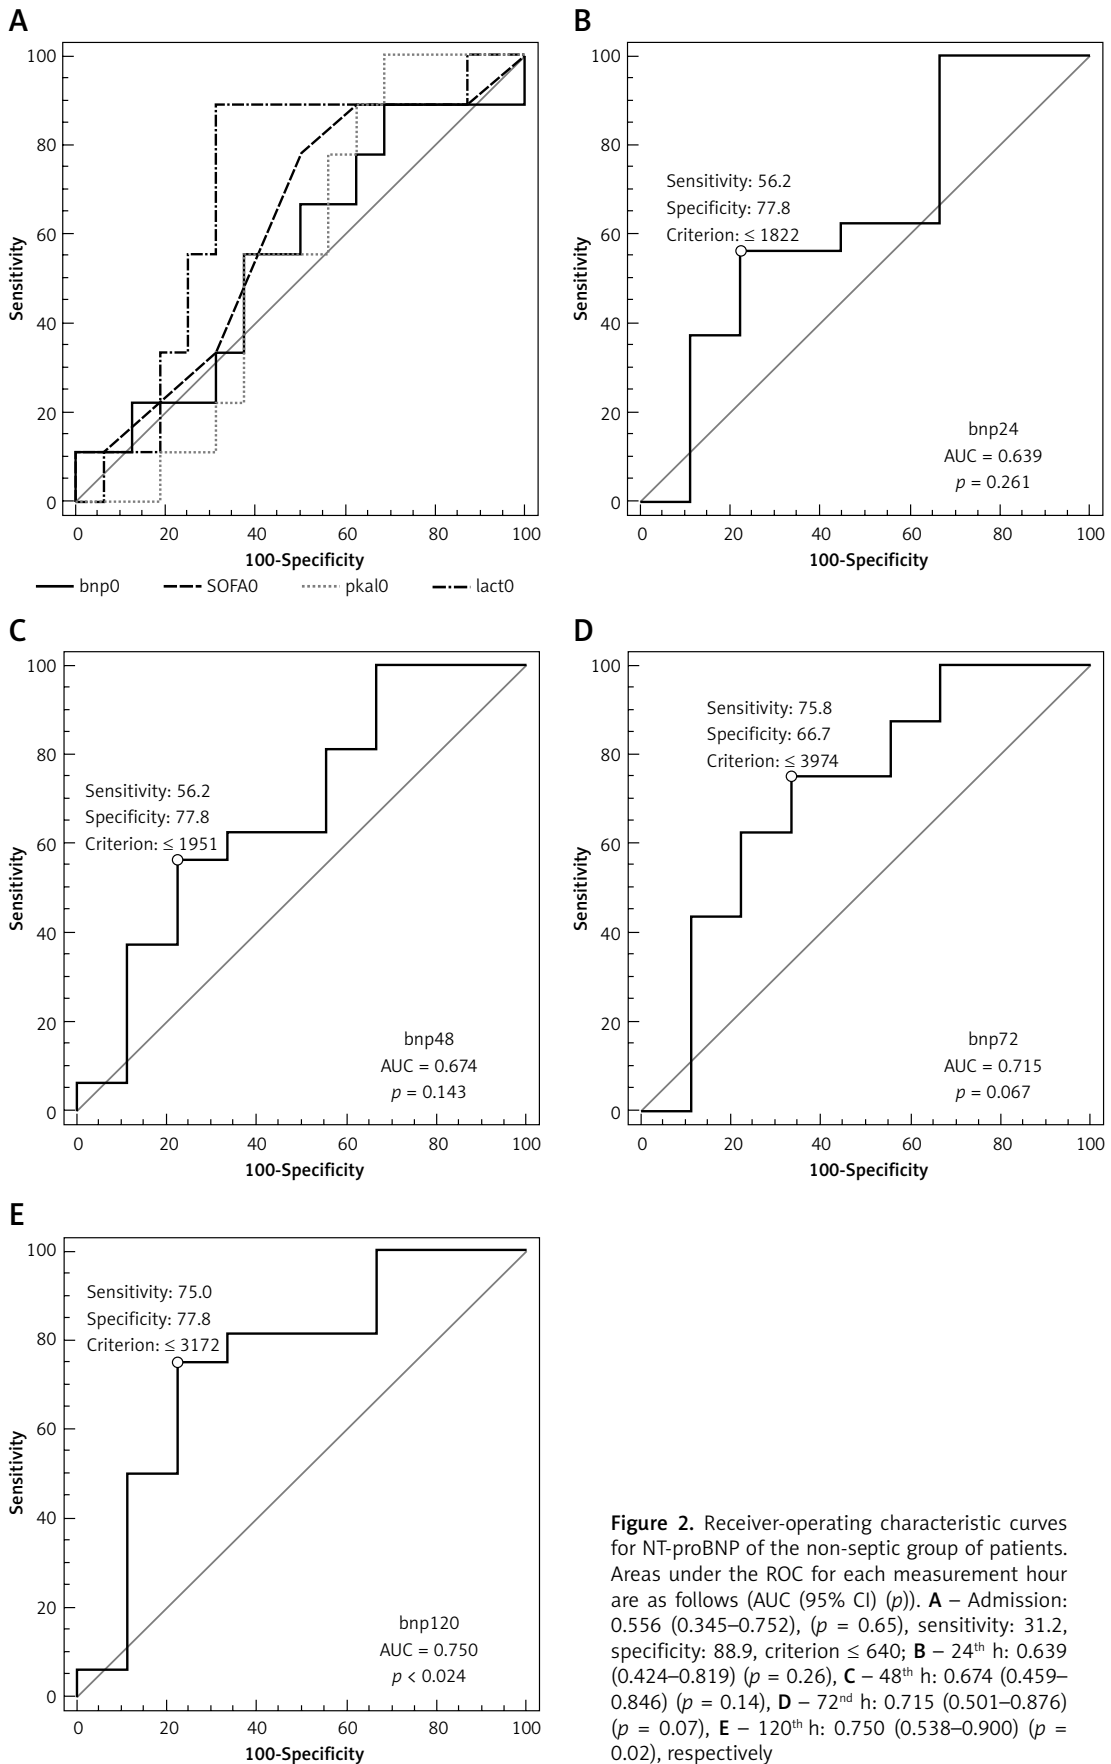 A
100
80
60
40
20
0
Sensitivity
0 20 40 60 80 100
100-Specificity
bnp0 SOFA0 pkal0 lact0
B
100
80
60
40
20
0
Sensitivity
Sensitivity: 56.2
Specificity: 77.8
Criterion: ≤ 1822
bnp24
AUC = 0.639
p = 0.261
0 20 40 60 80 100
100-Specificity
C
100
80
60
40
20
0
Sensitivity
Sensitivity: 56.2
Specificity: 77.8
Criterion: ≤ 1951
bnp48
AUC = 0.674
p = 0.143
0 20 40 60 80 100
100-Specificity
D
100
80
60
40
20
0
Sensitivity
Sensitivity: 75.8
Specificity: 66.7
Criterion: ≤ 3974
bnp72
AUC = 0.715
p = 0.067
0 20 40 60 80 100
100-Specificity
E
100
80
60
40
20
0
Sensitivity
Sensitivity: 75.0
Specificity: 77.8
Criterion: ≤ 3172
bnp120
AUC = 0.750
p < 0.024
0 20 40 60 80 100
100-Specificity
Figure 2. Receiver-operating characteristic curves
for NT-proBNP of the non-septic group of patients.
Areas under the ROC for each measurement hour
are as follows (AUC (95% CI) (p)). A – Admission:
0.556 (0.345–0.752), (p = 0.65), sensitivity: 31.2,
specificity: 88.9, criterion ≤ 640; B – 24th h: 0.639
(0.424–0.819) (p = 0.26), C – 48th h: 0.674 (0.459–
0.846) (p = 0.14), D – 72nd h: 0.715 (0.501–0.876)
(p = 0.07), E – 120th h: 0.750 (0.538–0.900) (p =
0.02), respectively